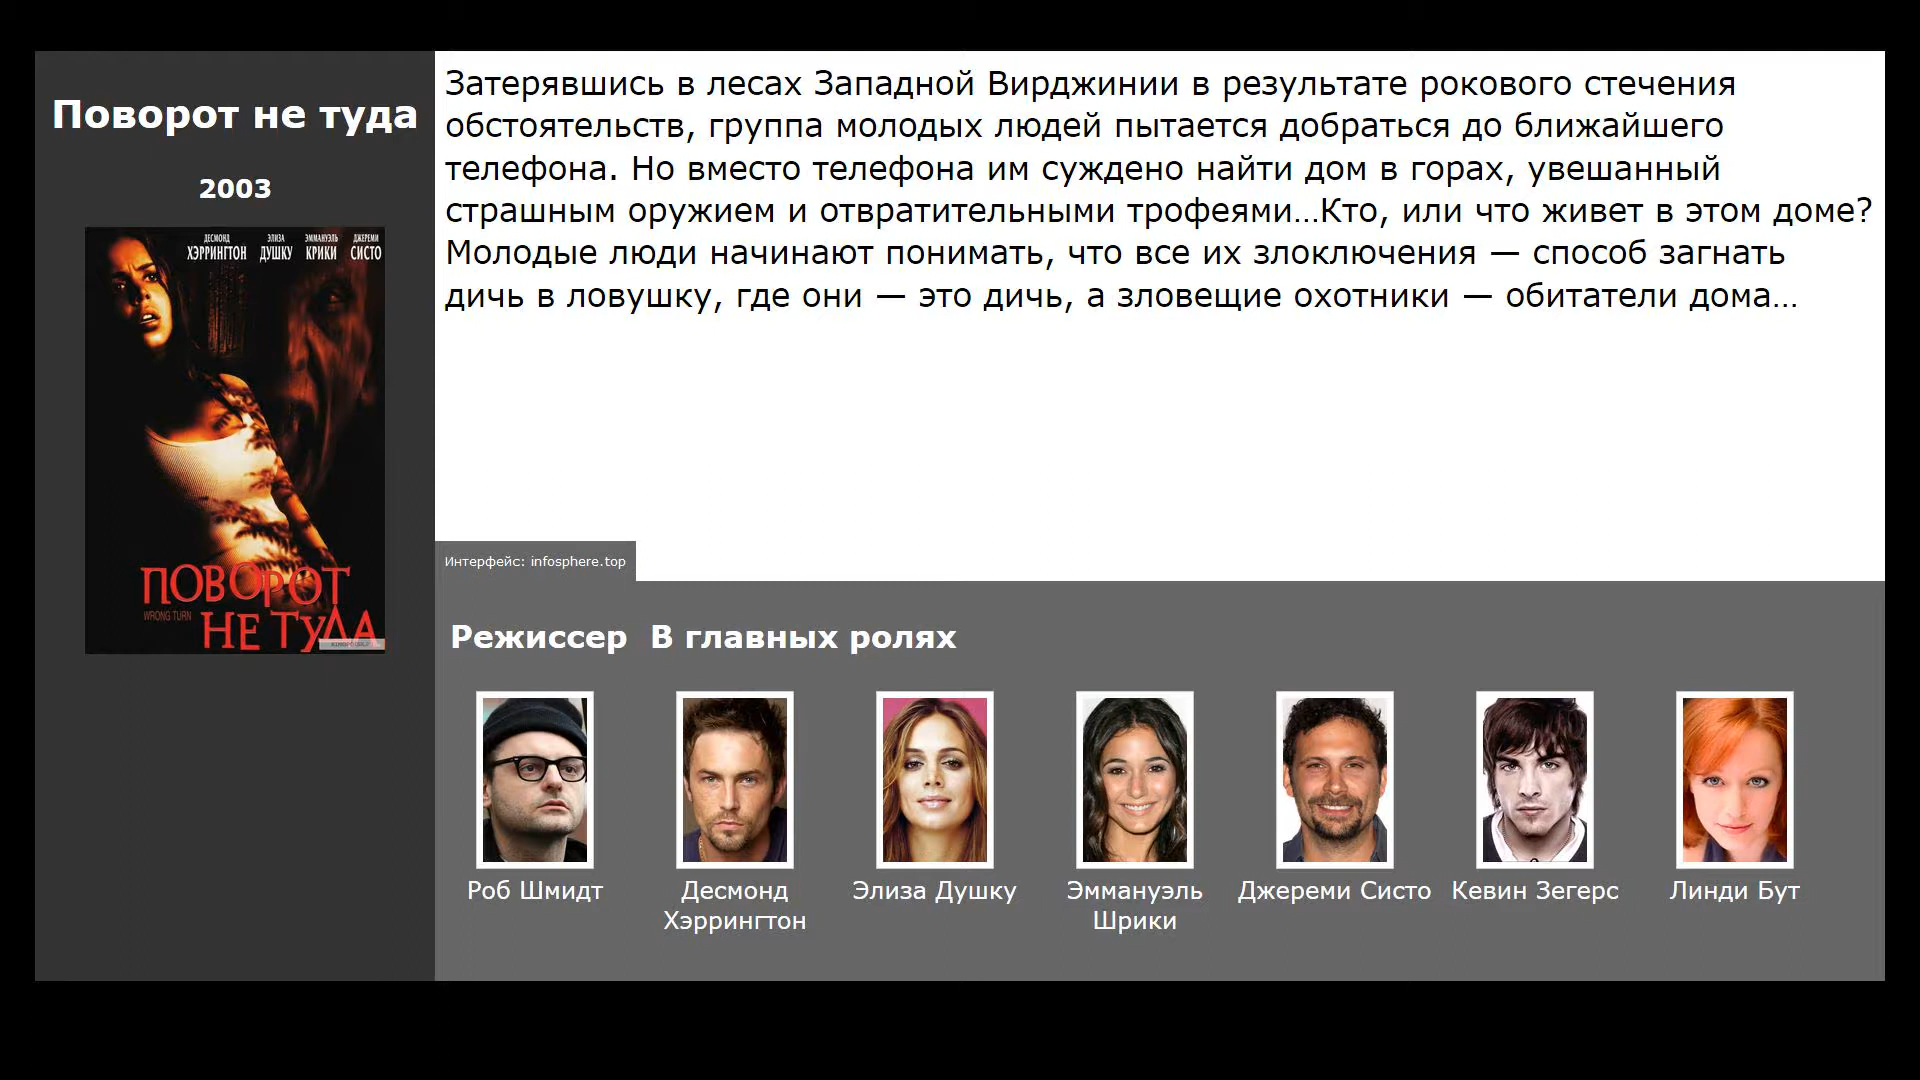 Поворот не туда
2003
ДЕСМОНД ХЭРРИНГТОН
ЭЛИЗА ДУШКУ
ЭММАНУЭЛЬ КРИКИ
ДЖЕРЕМИ СИСТО
ПОВОРОТ
WRONG TURN
НЕ ТУДА
Затерявшись в лесах Западной Вирджинии в результате рокового стечения
обстоятельств, группа молодых людей пытается добраться до ближайшего
телефона. Но вместо телефона им суждено найти дом в горах, увешанный
страшным оружием и отвратительными трофеями...Кто, или что живет в этом доме?
Молодые люди начинают понимать, что все их злоключения — способ загнать
дичь в ловушку, где они — это дичь, а зловещие охотники — обитатели дома...
Интерфейс: infosphere.top
Режиссер В главных ролях
Роб Шмидт
Десмонд
Хэррингтон
Элиза Душку
Эммануэль
Шрики
Джереми Систо
Кевин Зегерс
Линди Бут